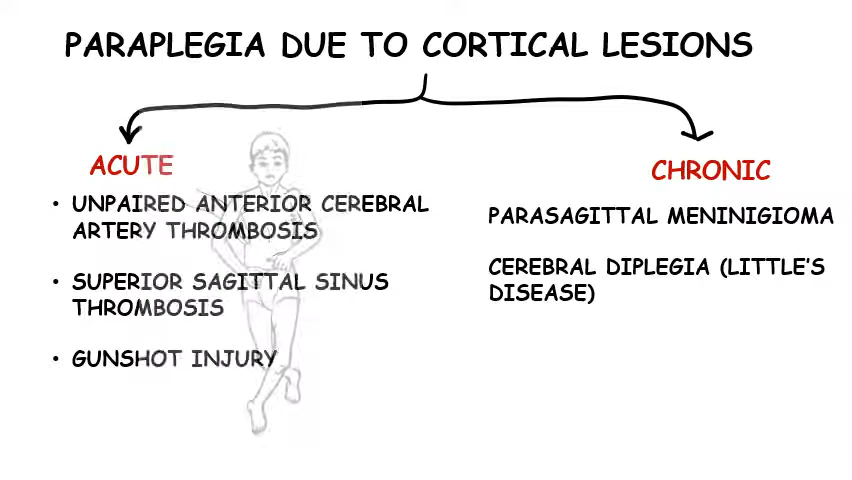 PARAPLEGIA DUE TO CORTICAL LESIONS
ACUTE
• UNPAIRED ANTERIOR CEREBRAL
ARTERY THROMBOSIS
• SUPERIOR SAGITTAL SINUS
THROMBOSIS
• GUNSHOT INJURY
CHRONIC
PARASAGITTAL MENINIGIOMA
CEREBRAL DIPLEGIA (LITTLE'S
DISEASE)